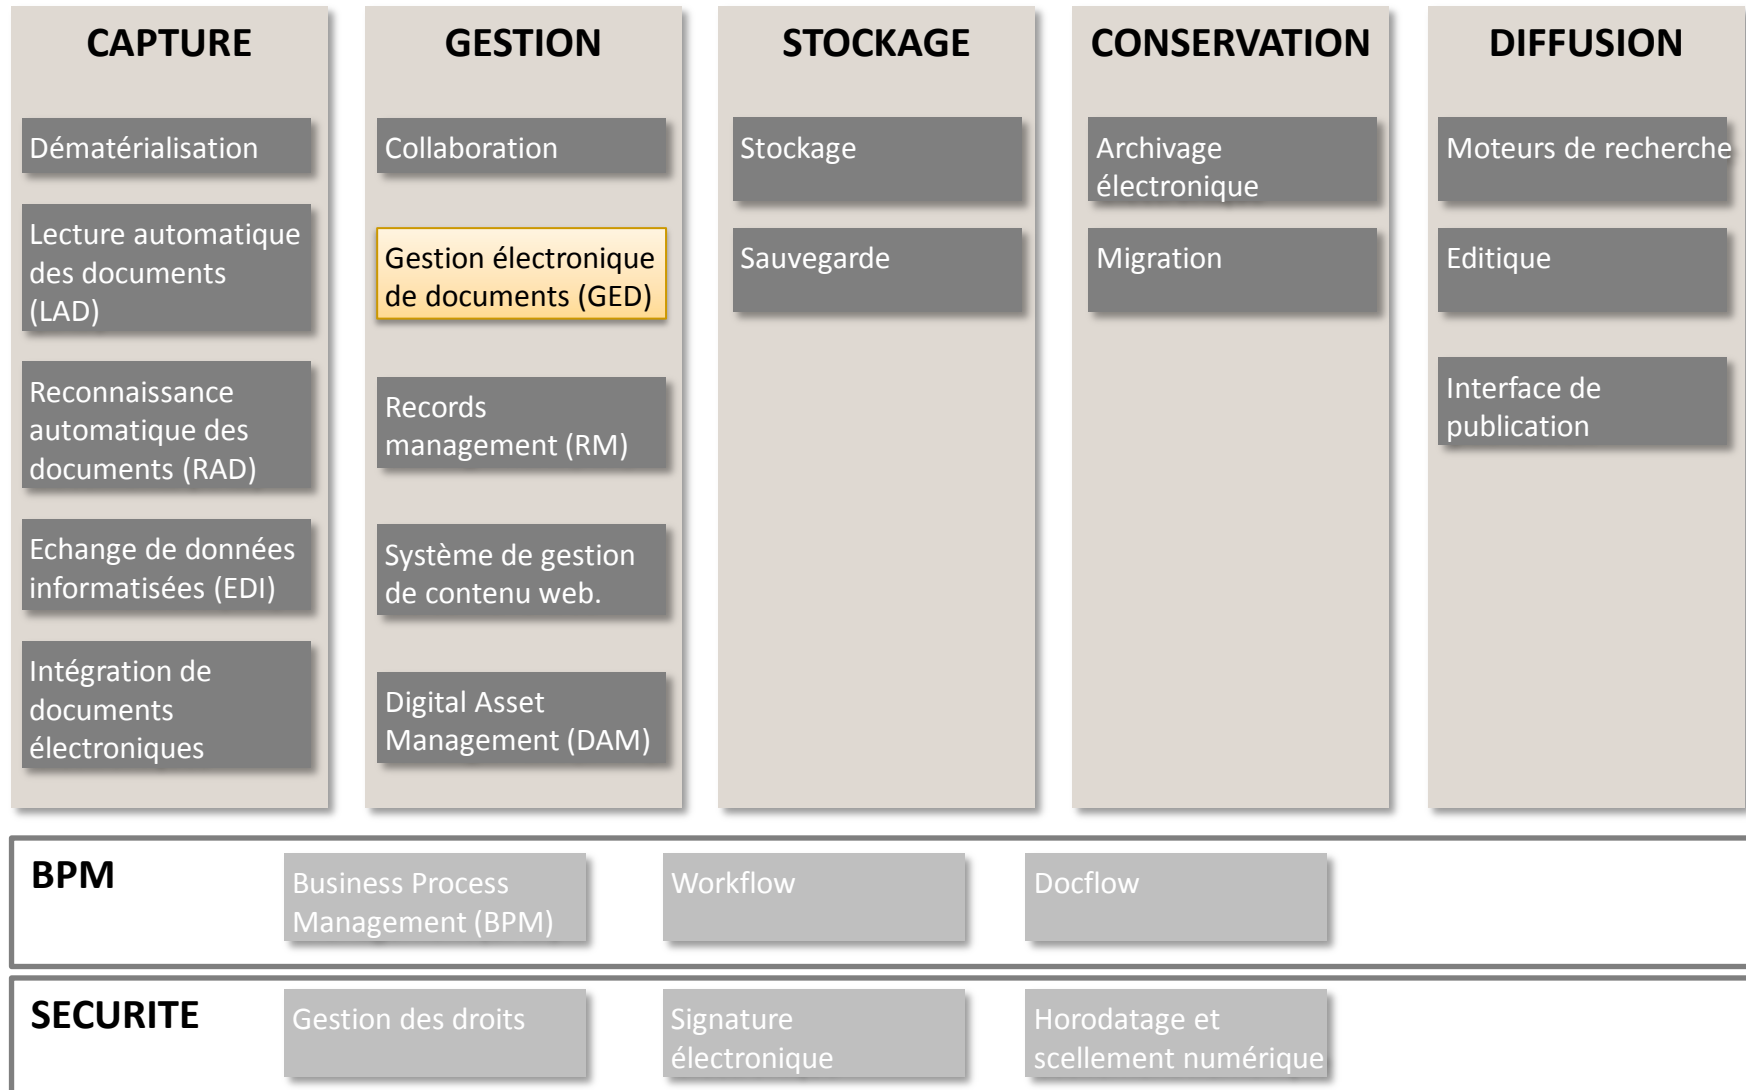 CAPTURE
Dématérialisation
Lecture automatique
des documents
(LAD)
Reconnaissance
automatique des
documents (RAD)
Echange de données
informatisées (EDI)
Intégration de
documents
électroniques
GESTION
Collaboration
Gestion électronique
de documents (GED)
Records
management (RM)
Système de gestion
de contenu web.
Digital Asset
Management (DAM)
STOCKAGE
Stockage
Sauvegarde
CONSERVATION
Archivage
électronique
Migration
DIFFUSION
Moteurs de recherche
Editique
Interface de
publication
BPM
Business Process
Management (BPM)
Workflow
Docflow
SECURITE
Gestion des droits
Signature
électronique
Horodatage et
scellement numérique